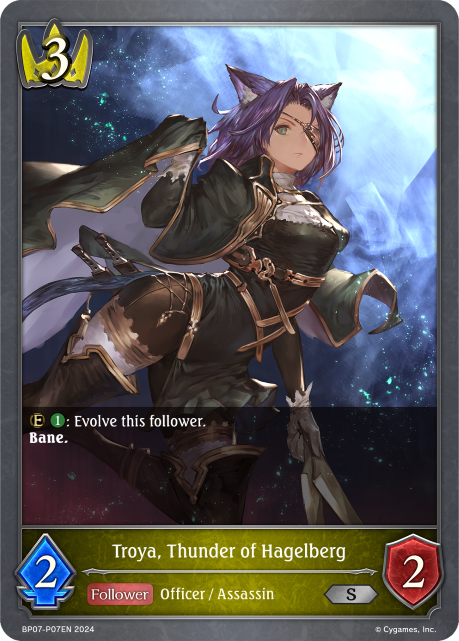 3
E 1: Evolve this follower.
Bane.
Troya, Thunder of Hagelberg
2 Follower Officer / Assassin S 2
BP07-P07EN 2024 © Cygames, Inc.